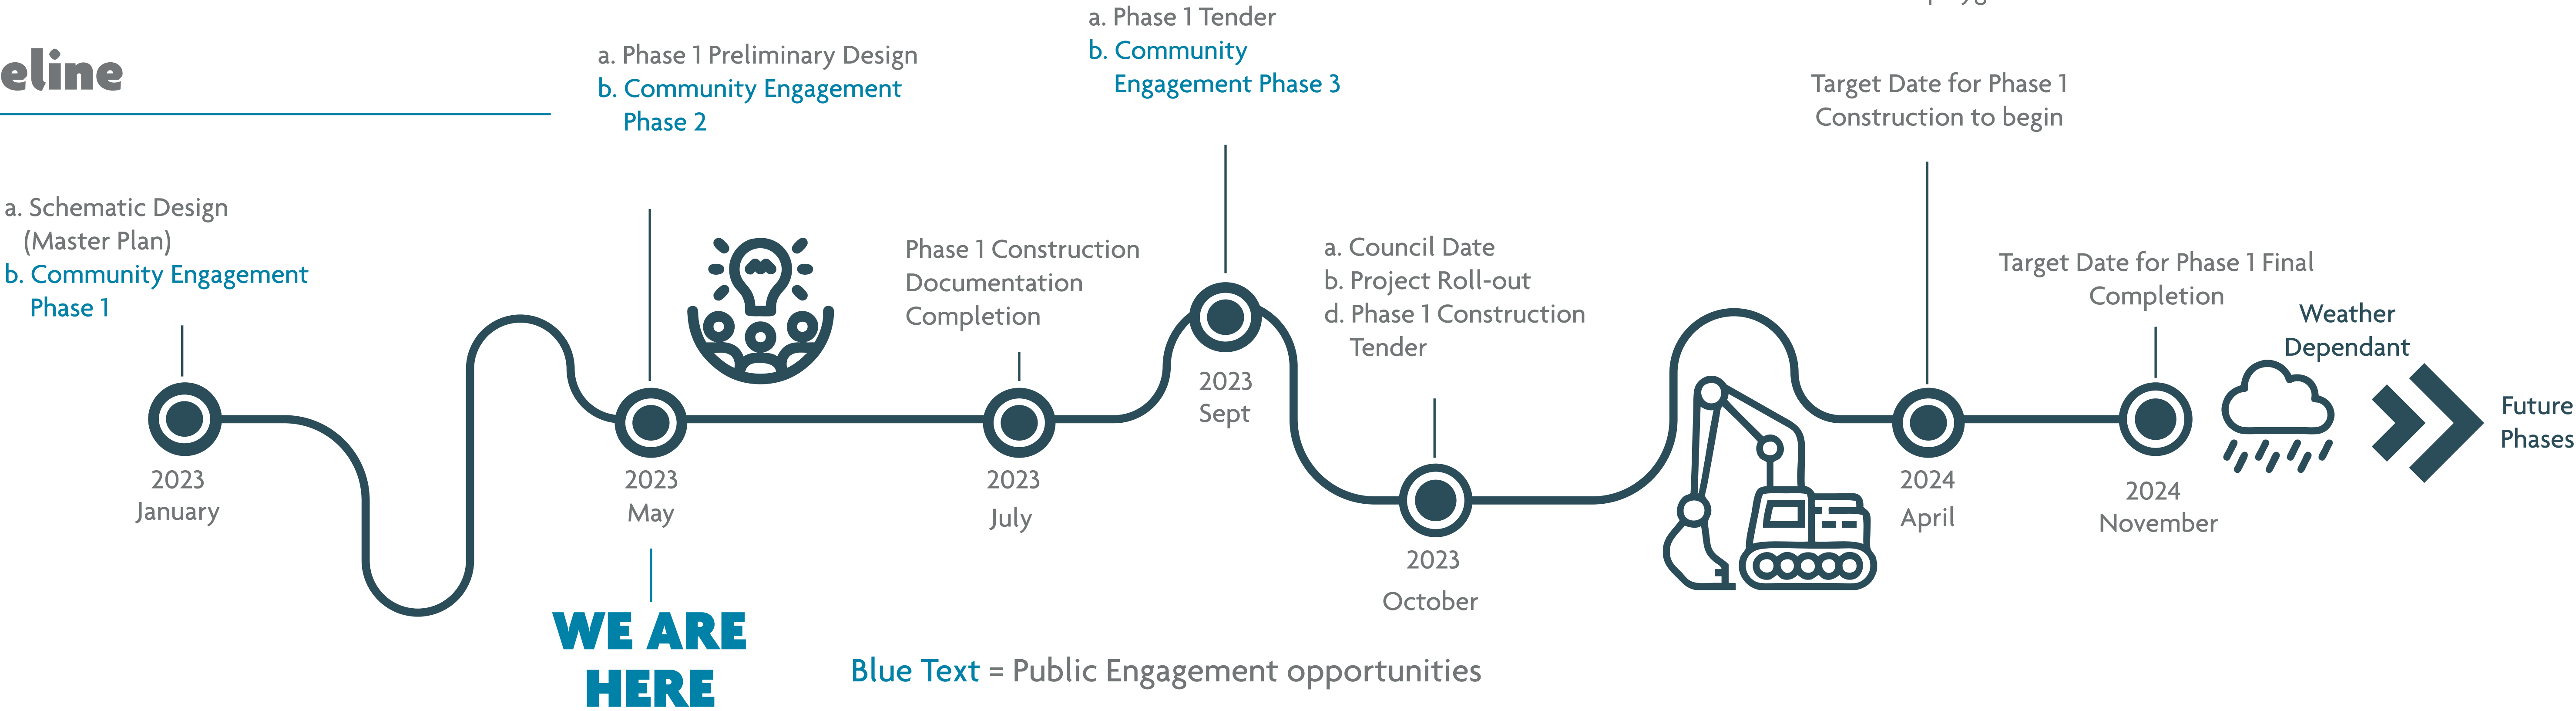 eline
a. Schematic Design
(Master Plan)
b. Community Engagement
Phase 1
2023
January
a. Phase 1 Preliminary Design
b. Community Engagement
Phase 2
2023
May
WE ARE
HERE
Phase 1 Construction
Documentation
Completion
2023
July
a. Phase 1 Tender
b. Community
Engagement Phase 3
2023
Sept
a. Council Date
b. Project Roll-out
d. Phase 1 Construction
Tender
2023
October
Target Date for Phase 1
Construction to begin
2024
April
Target Date for Phase 1 Final
Completion
2024
November
Weather
Dependant
Future
Phases
Blue Text = Public Engagement opportunities